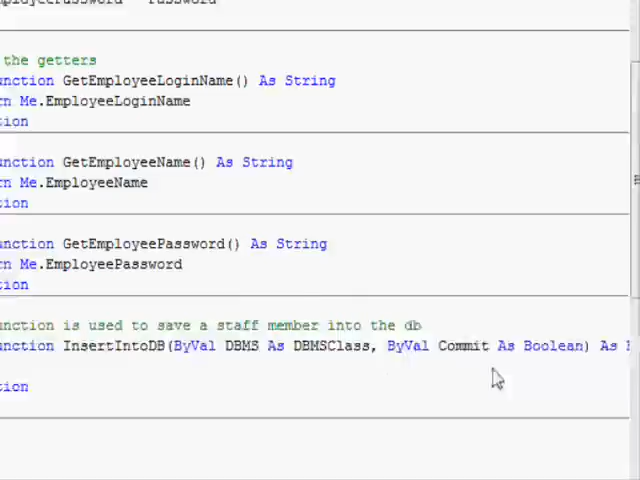 the getters
unction GetEmployeeLoginName() As String
rn Me.EmployeeLoginName
tion
unction GetEmployeeName() As String
rn Me.EmployeeName
tion
unction GetEmployeePassword() As String
rn Me.EmployeePassword
tion
unction is used to save a staff member into the db
unction InsertIntoDB(ByVal DBMS As DBMSClass, ByVal Commit As Boolean) As
tion